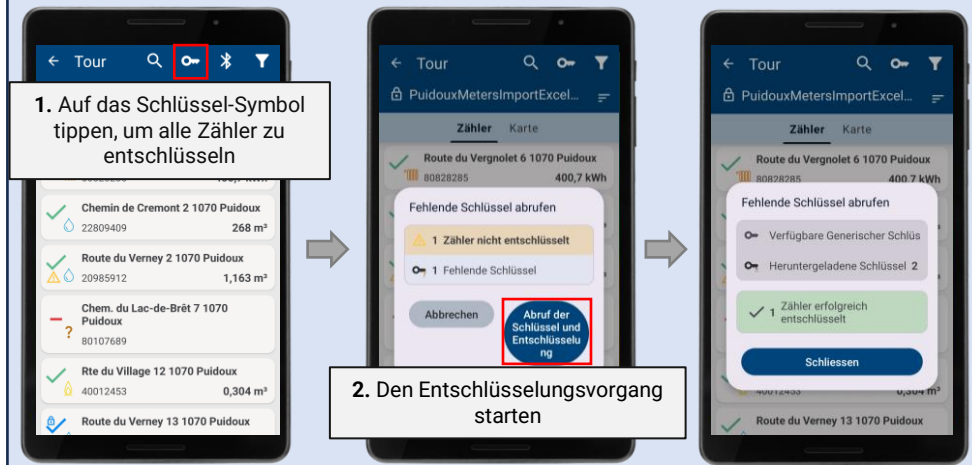 Tour
1. Auf das Schlüssel-Symbol
tippen, um alle Zähler zu
entschlüsseln
Chemin de Cremont 2 1070 Puidoux
22809409 268 m³
Route du Verney 2 1070 Puidoux
20985912 1,163 m³
Chem. du Lac-de-Brêt 7 1070
Puidoux
?
80107689
Rte du Village 12 1070 Puidoux
40012453 0,304 m³
Route du Verney 13 1070 Puidoux
Tour
PuidouxMetersImportExcel...
Zähler Karte
Route du Vergnolet 6 1070 Puidoux
80828285 400,7 kWh
Fehlende Schlüssel abrufen
1 Zähler nicht entschlüsselt
1 Fehlende Schlüssel
Abbrechen
Abruf der
Schlüssel und
Entschlüsselu
ng
2. Den Entschlüsselungsvorgang
starten
Route du Verney 13 1070 Puidoux
Tour
PuidouxMetersImportExcel...
Zähler Karte
Route du Vergnolet 6 1070 Puidoux
80828285 400,7 kWh
Fehlende Schlüssel abrufen
Verfügbare Generischer Schlüs
Heruntergeladene Schlüssel 2
1 Zähler erfolgreich
entschlüsselt
Schliessen
40012453 0,304 m³
Route du Verney 13 1070 Puidoux